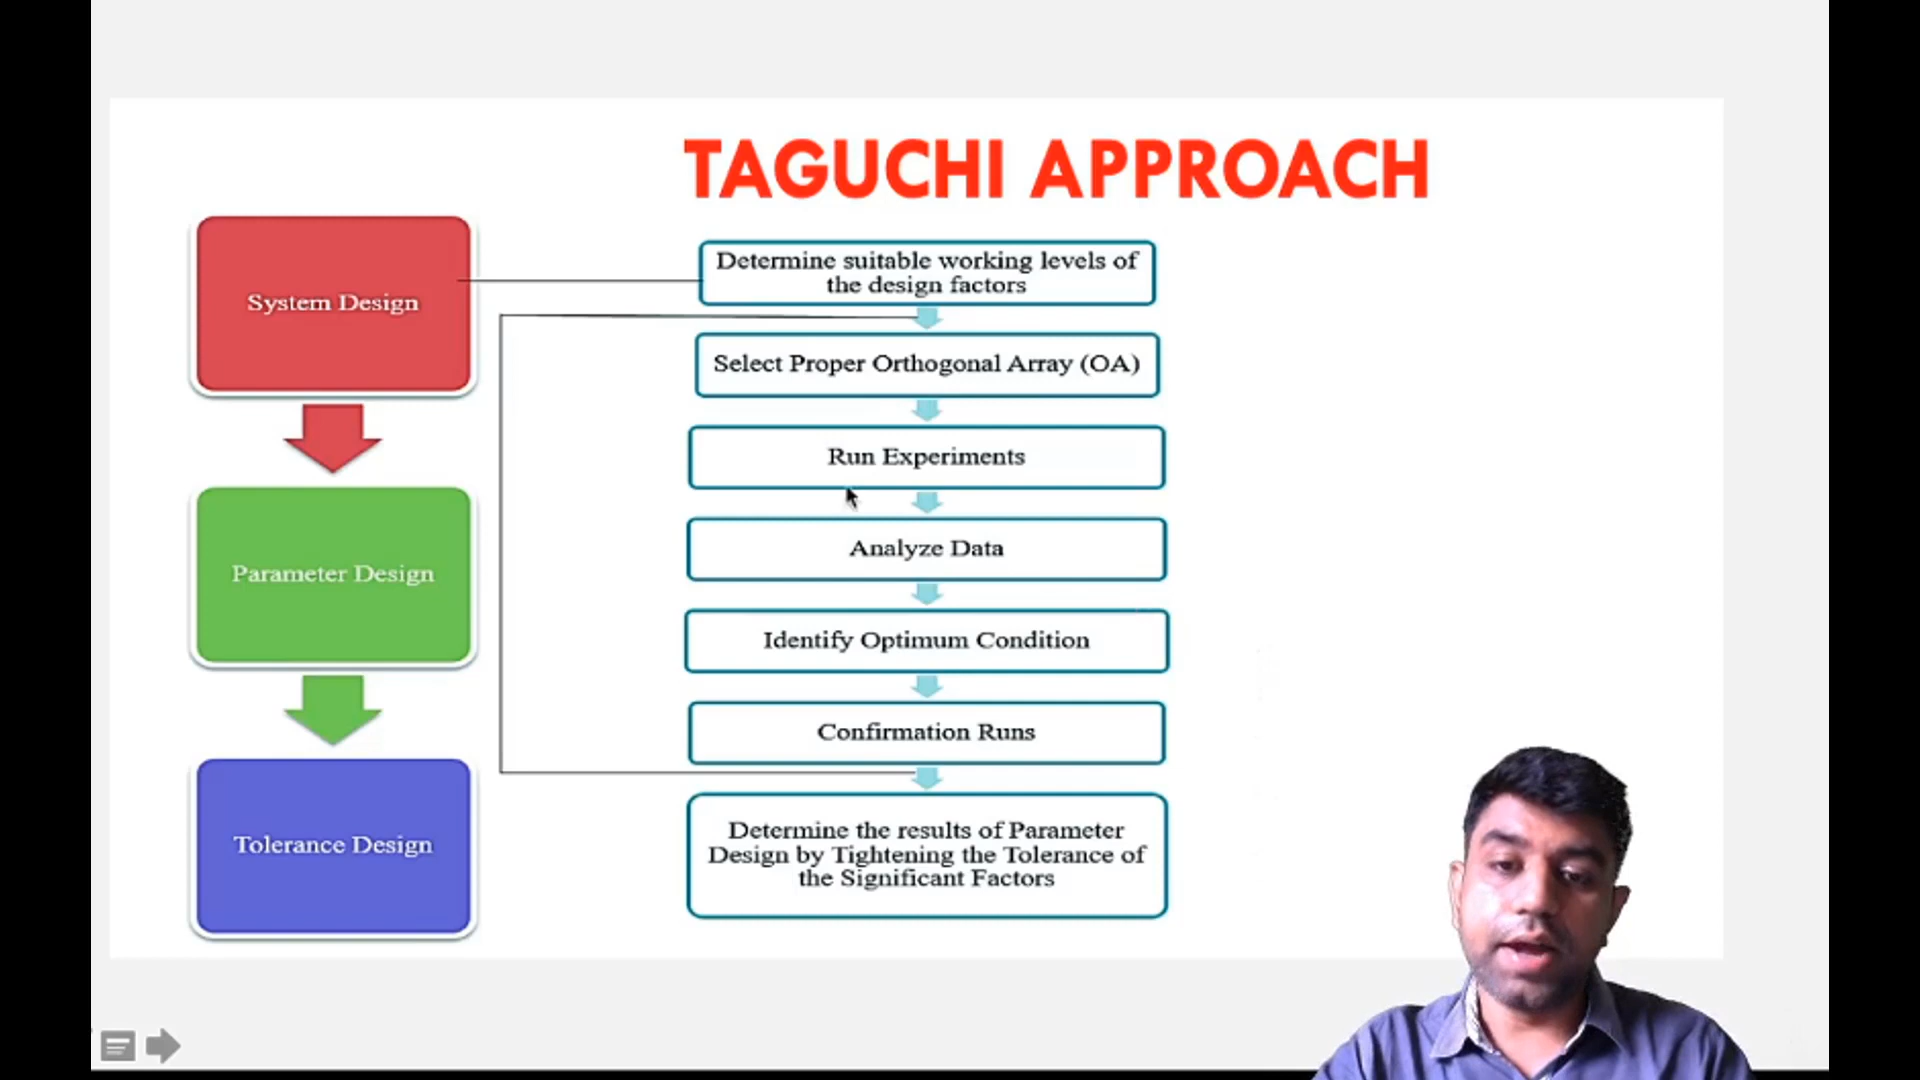 TAGUCHI APPROACH
System Design
Parameter Design
Tolerance Design
Determine suitable working levels of
the design factors
Select Proper Orthogonal Array (OA)
Run Experiments
Analyze Data
Identify Optimum Condition
Confirmation Runs
Determine the results of Parameter
Design by Tightening the Tolerance of
the Significant Factors